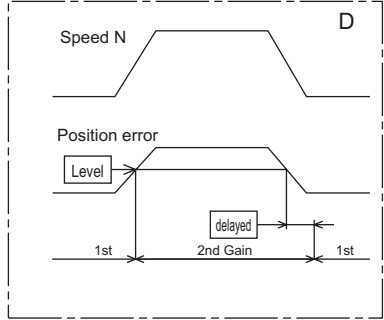 D
Speed N
Position error
Level
delayed
1st
2nd Gain
1st